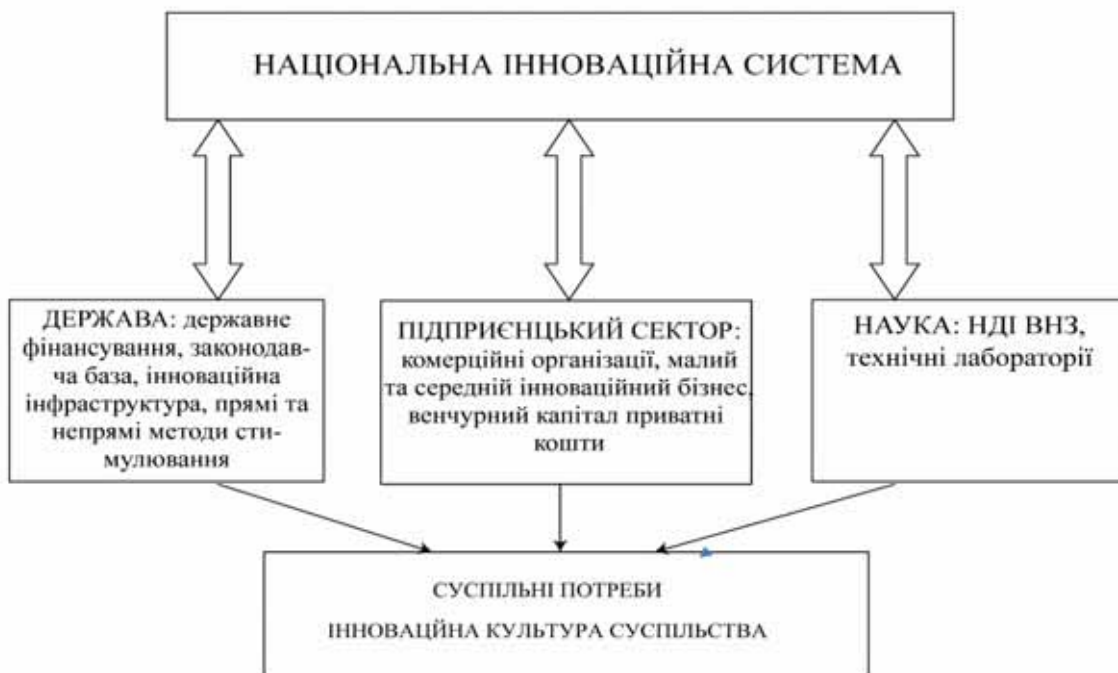 НАЦІОНАЛЬНА ІННОВАЦІЙНА СИСТЕМА
ДЕРЖАВА: державне
фінансування, законодав-
ча база, інноваційна
інфраструктура, прямі та
непрямі методи сти-
мулювання
ПІДПРИЄНЦЬКИЙ СЕКТОР:
комерційні організації, малий
та середній інноваційний бізнес,
венчурний капітал приватні
кошти
НАУКА: НДІ ВНЗ,
технічні лабораторії
СУСПІЛЬНІ ПОТРЕБИ
ІННОВАЦЙНА КУЛЬТУРА СУСПІЛЬСТВА